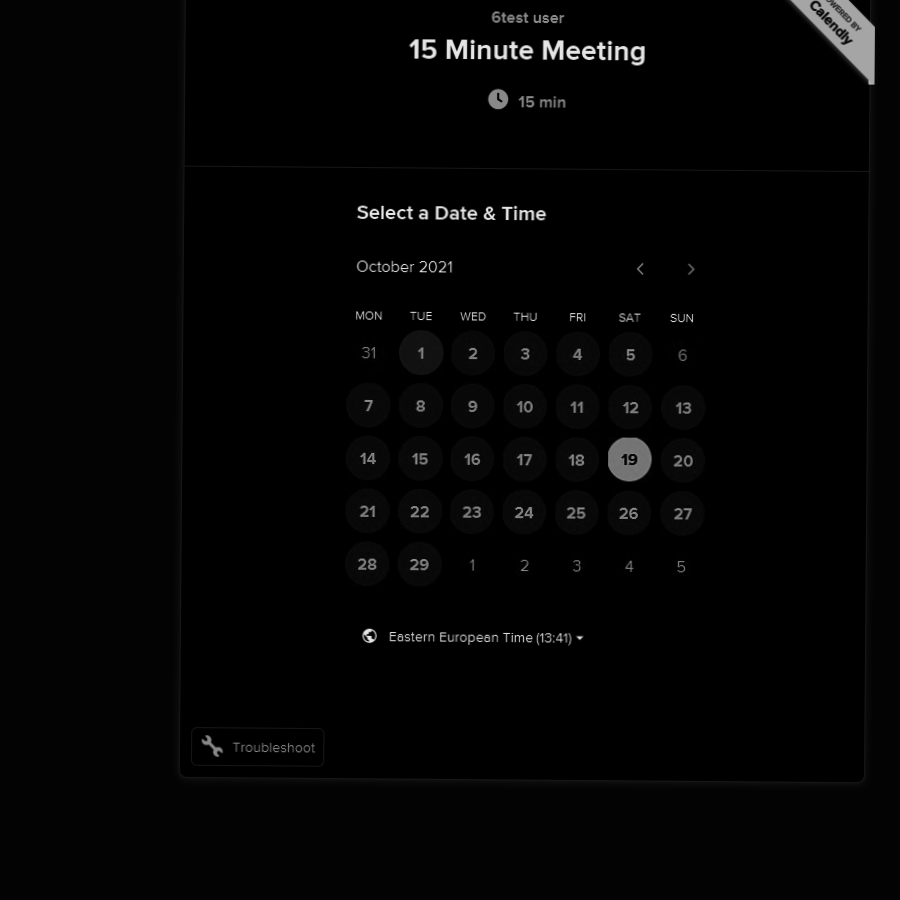 6test user
POWERED BY
Calendly
15 Minute Meeting
15 min
Select a Date & Time
October 2021
MON TUE WED THU FRI SAT SUN
31 1 2 3 4 5 6
7 8 9 10 11 12 13
14 15 16 17 18 19 20
21 22 23 24 25 26 27
28 29 1 2 3 4 5
Eastern European Time (13:41)
Troubleshoot